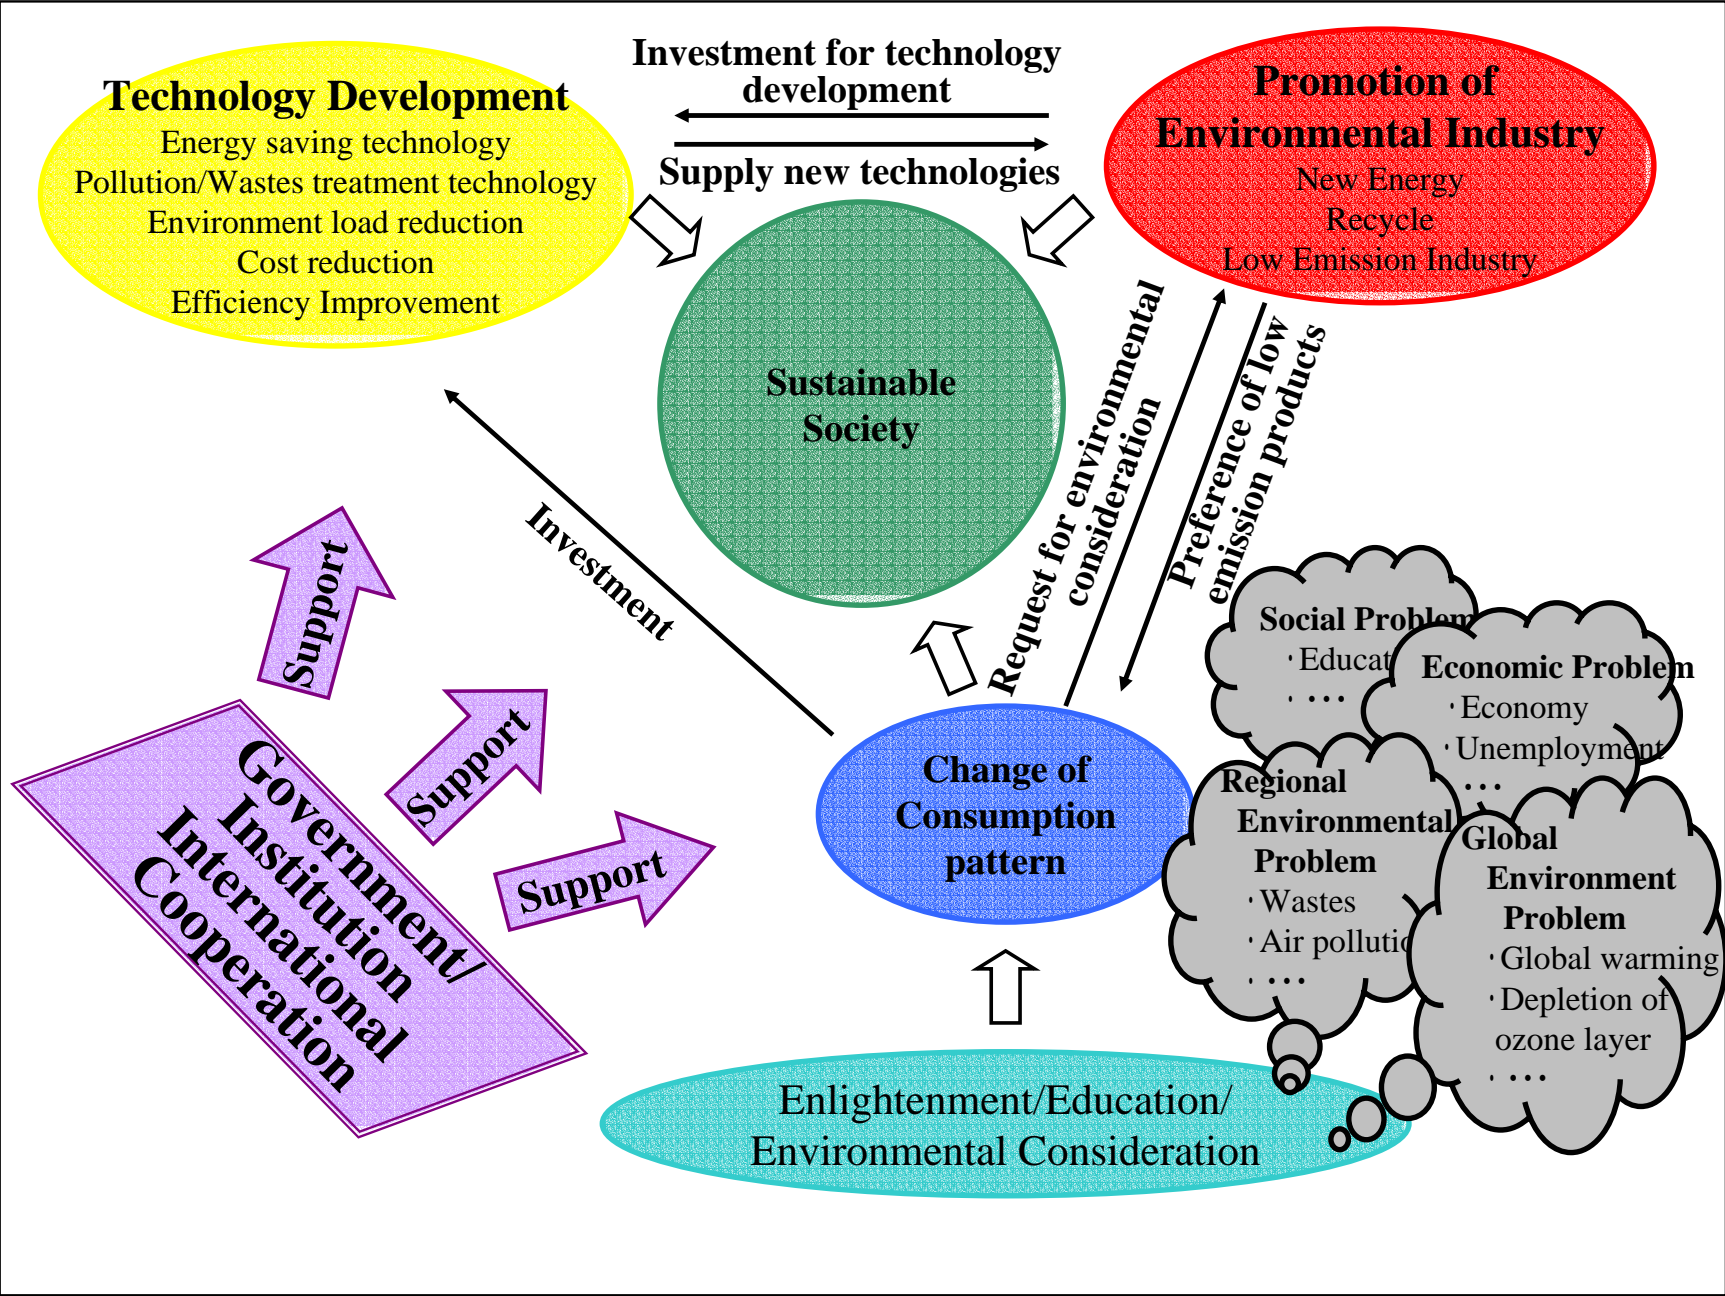 Investment for technology
development
Supply new technologies
Technology Development
Energy saving technology
Pollution/Wastes treatment technology
Environment load reduction
Cost reduction
Efficiency Improvement
Promotion of
Environmental Industry
New Energy
Recycle
Low Emission Industry
Sustainable
Society
Request for environmental
consideration
Preference of low
emission products
Investment
Support
Support
Support
Government/
Institution
International
Cooperation
Change of
Consumption
pattern
Social Problem
・Educat
・…
Economic Problem
・Economy
・Unemployment
…
Regional
Environmental
Problem
・Wastes
・Air pollutio
・…
Global
Environment
Problem
・Global warming
・Depletion of
ozone layer
・…
Enlightenment/Education/
Environmental Consideration